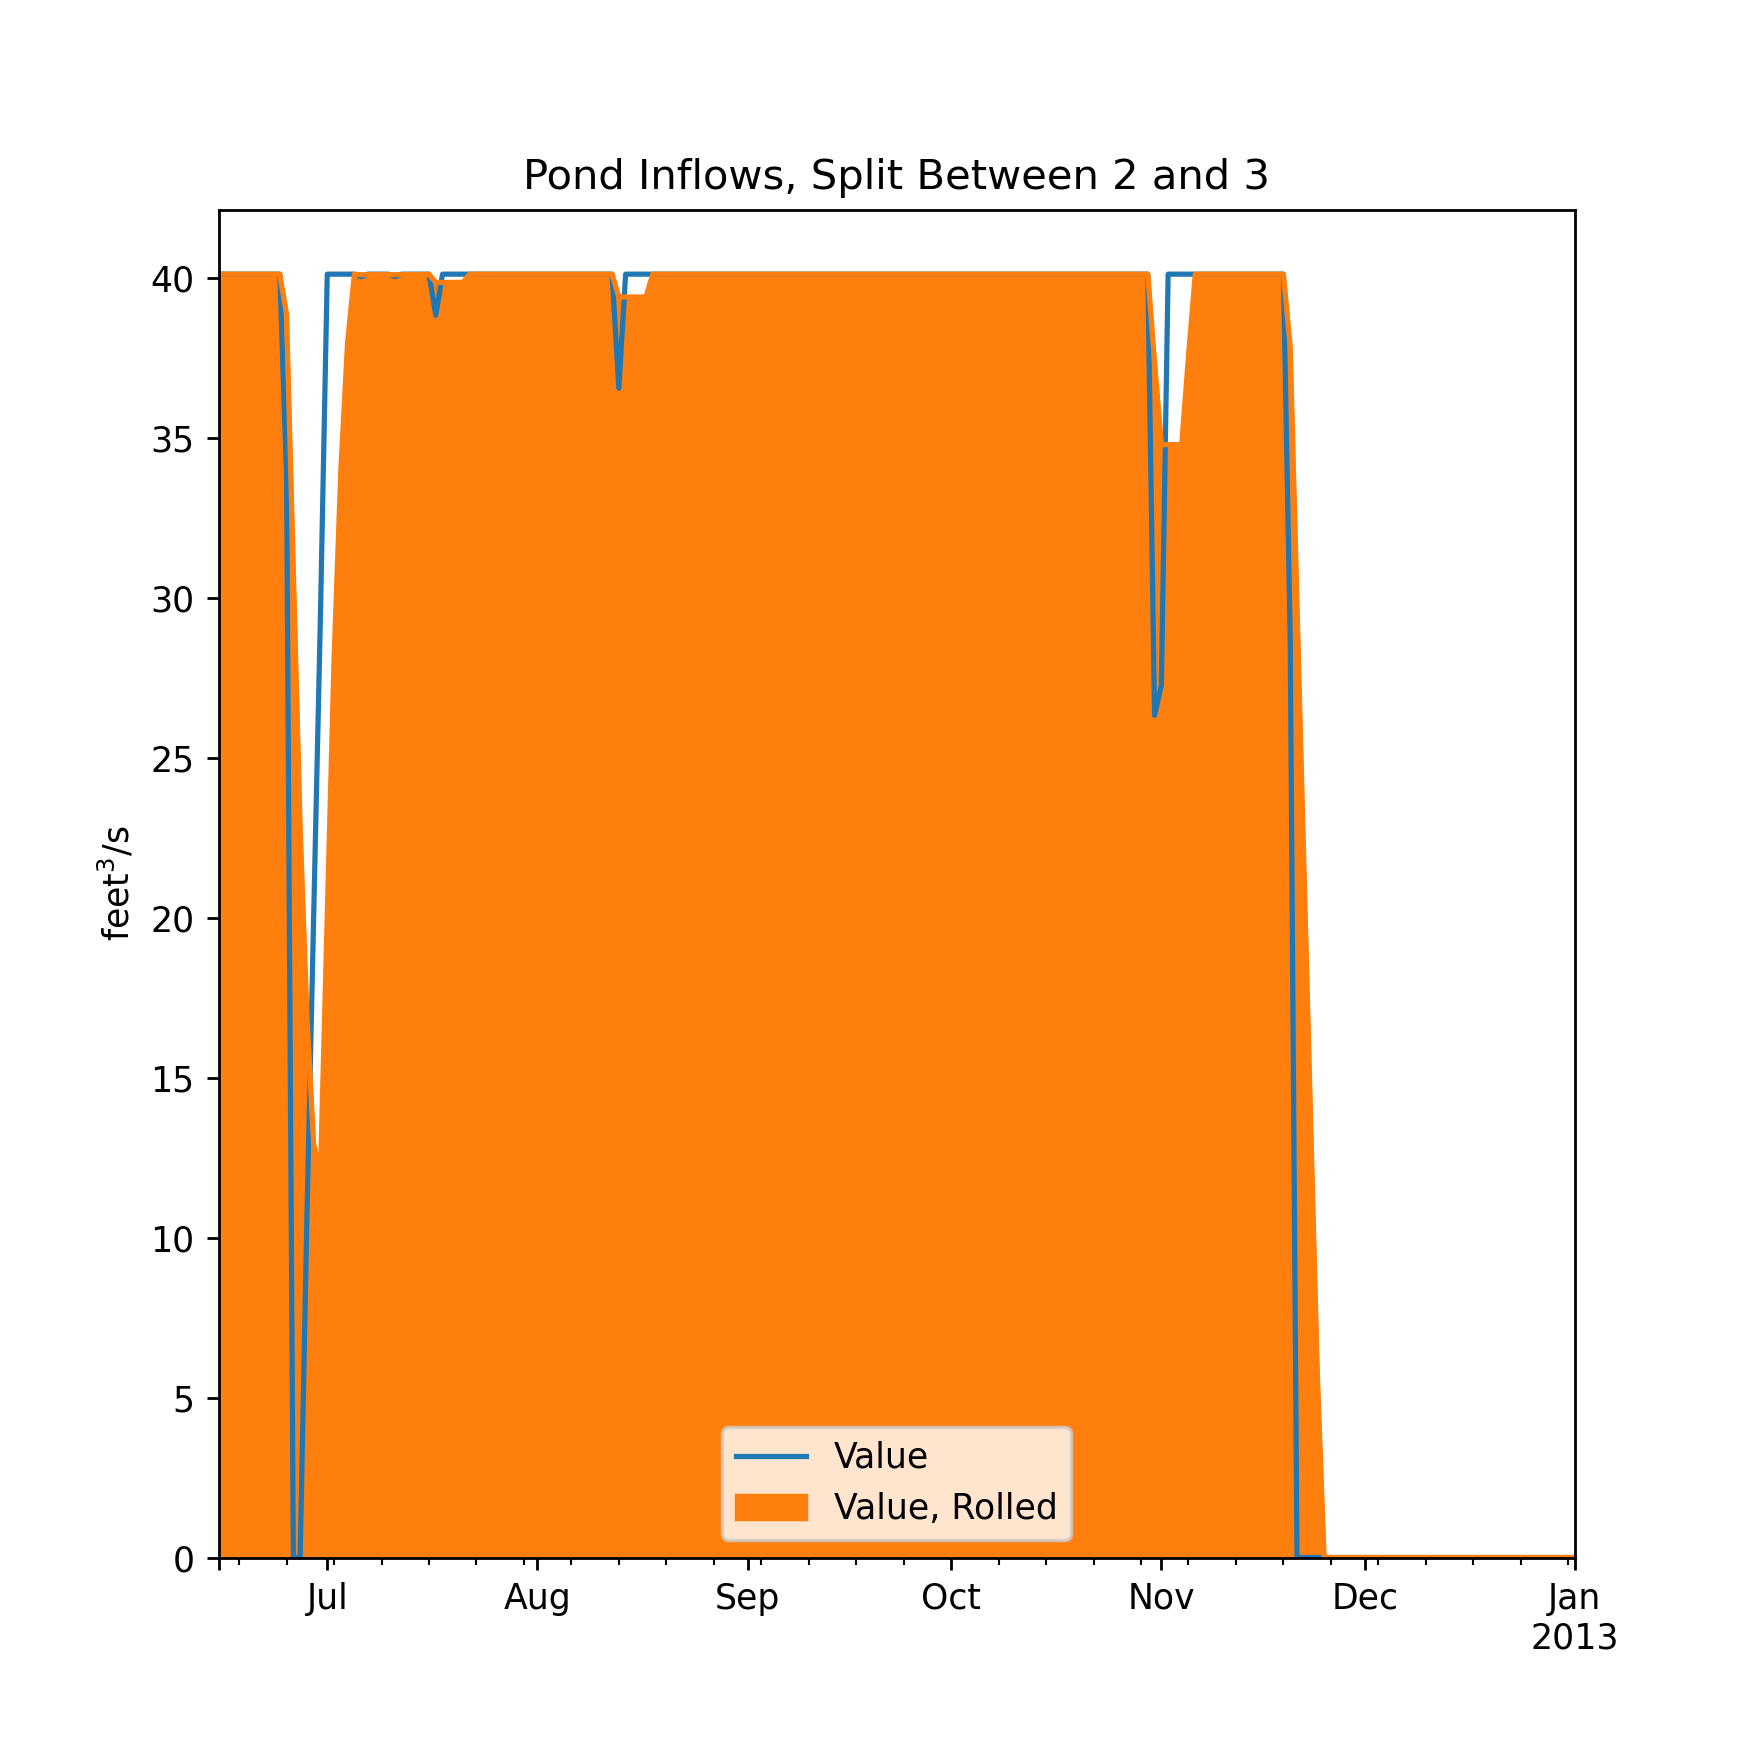 Pond Inflows, Split Between 2 and 3
40
35
30
25
20
15
10
5
0
feet³/s
Value
Value, Rolled
Jul Aug Sep Oct Nov Dec Jan
2013